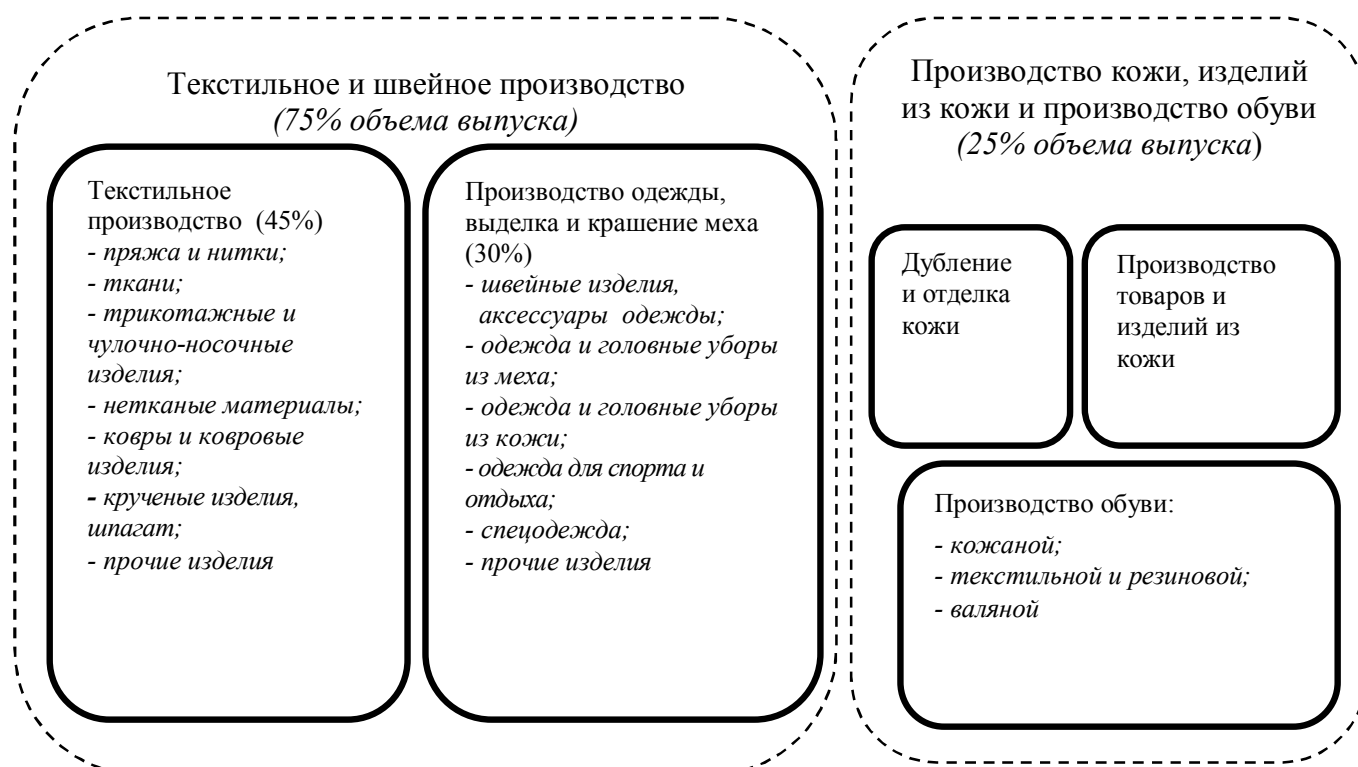 Текстильное и швейное производство
(75% объема выпуска)
Текстильное
производство (45%)
- пряжа и нитки;
- ткани;
- трикотажные и
чулочно-носочные
изделия;
- нетканые материалы;
- ковры и ковровые
изделия;
- крученые изделия,
шпагат;
- прочие изделия
Производство одежды,
выделка и крашение меха
(30%)
- швейные изделия,
аксессуары одежды;
- одежда и головные уборы
из меха;
- одежда и головные уборы
из кожи;
- одежда для спорта и
отдыха;
- спецодежда;
- прочие изделия
Производство кожи, изделий
из кожи и производство обуви
(25% объема выпуска)
Дубление
и отделка
кожи
Производство
товаров и
изделий из
кожи
Производство обуви:
- кожаной;
- текстильной и резиновой;
- валяной